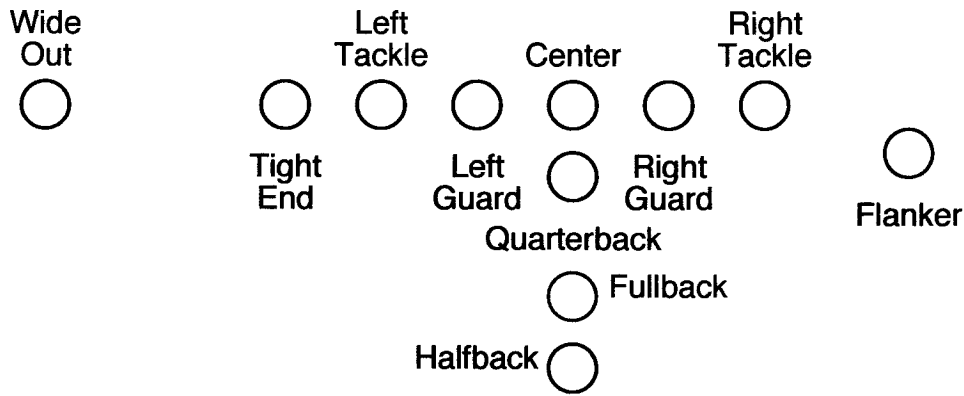 Wide
Out
Left
Tackle
Center
Right
Tackle
Tight
End
Left
Guard
Right
Guard
Flanker
Quarterback
Fullback
Halfback